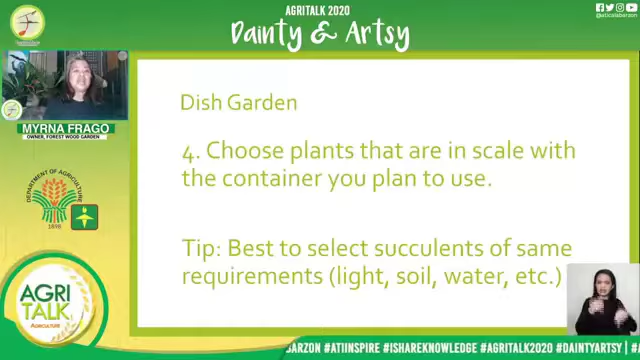 AGRITALK 2020
Dainty & Artsy
@aticalabarzon
MYRNA FRAGO
OWNER, FOREST WOOD GARDEN
DEPARTMENT OF AGRICULTURE
1898
AGRI
TALK
AGRICULTURE
Dish Garden
4. Choose plants that are in scale with
the container you plan to use.
Tip: Best to select succulents of same
requirements (light, soil, water, etc.)
BARZON #ATIINSPIRE #ISHAREKNOWLEDGE #AGRITALK2020 #DAINTYARTSY | #A